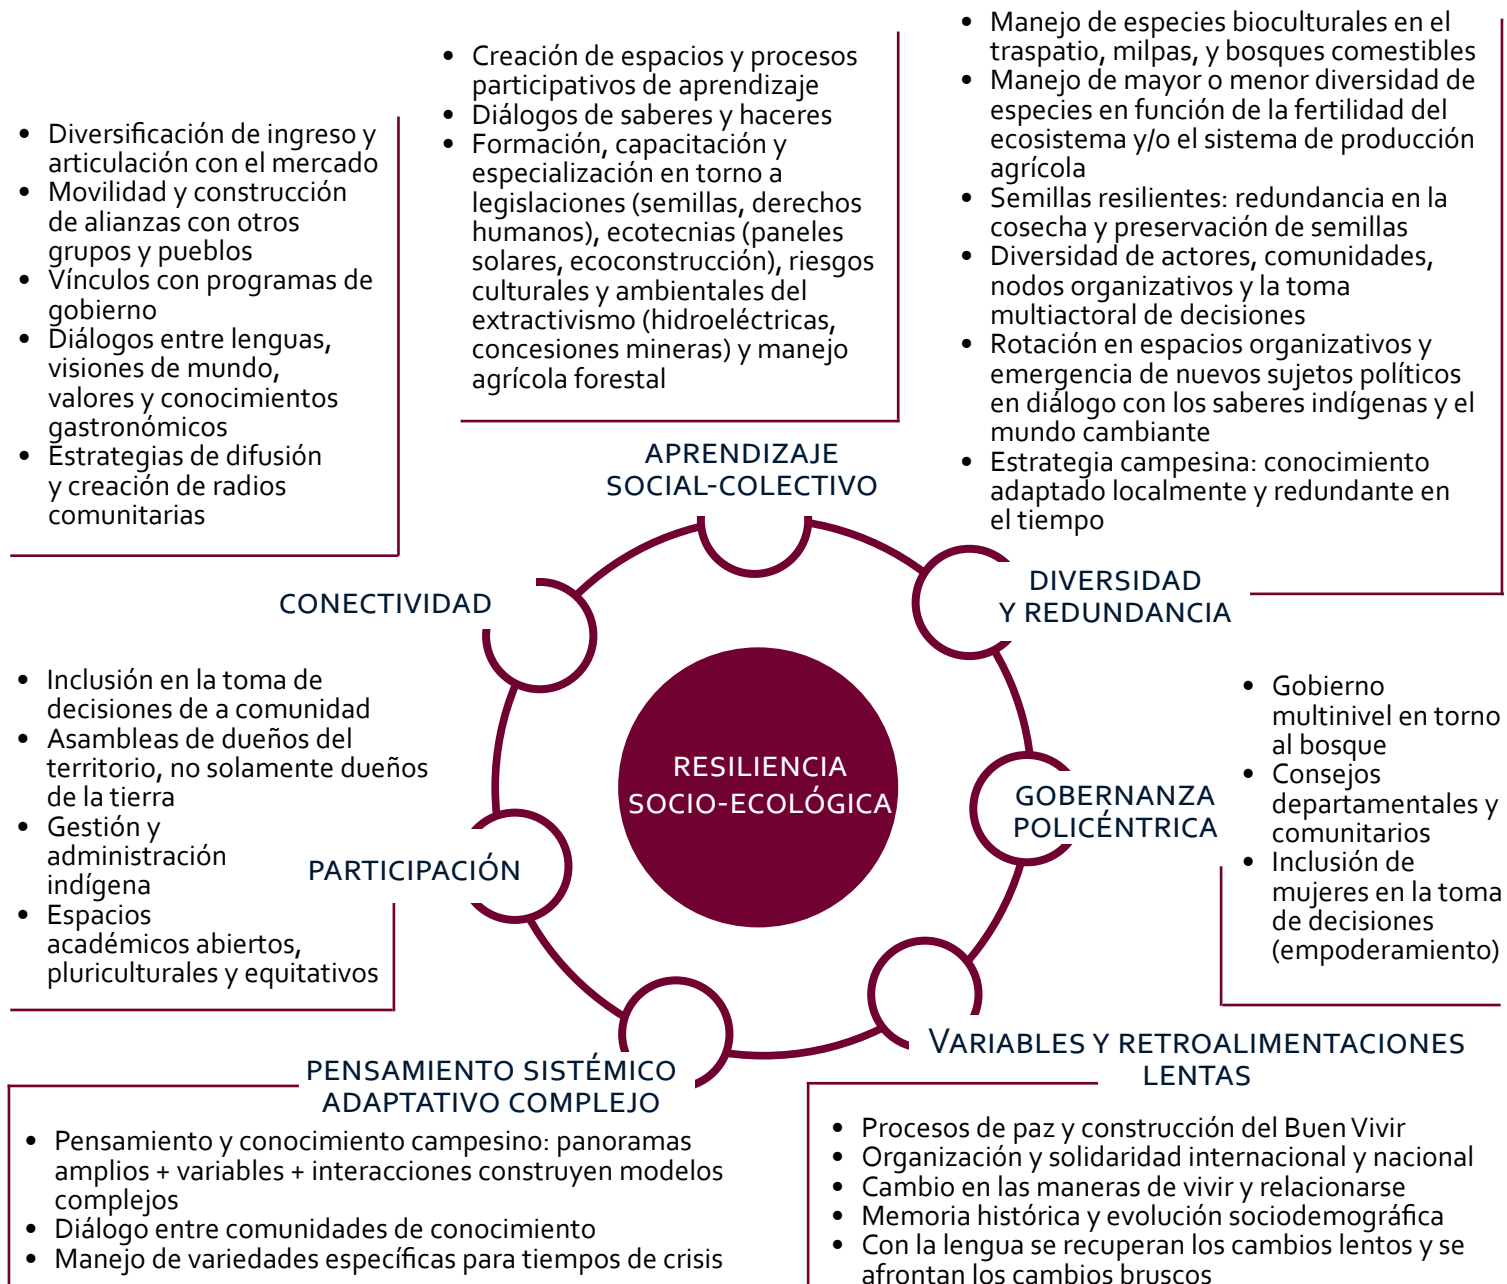 • Diversificación de ingreso y
articulación con el mercado
• Movilidad y construcción
de alianzas con otros
grupos y pueblos
• Vínculos con programas de
gobierno
• Diálogos entre lenguas,
visiones de mundo,
valores y conocimientos
gastronómicos
• Estrategias de difusión
y creación de radios
comunitarias
CONECTIVIDAD
• Creación de espacios y procesos
participativos de aprendizaje
• Diálogos de saberes y haceres
• Formación, capacitación y
especialización en torno a
legislaciones (semillas, derechos
humanos), ecotecnias (paneles
solares, ecoconstrucción), riesgos
culturales y ambientales del
extractivismo (hidroeléctricas,
concesiones mineras) y manejo
agrícola forestal
APRENDIZAJE
SOCIAL-COLECTIVO
• Manejo de especies bioculturales en el
traspatio, milpas, y bosques comestibles
• Manejo de mayor o menor diversidad de
especies en función de la fertilidad del
ecosistema y/o el sistema de producción
agrícola
• Semillas resilientes: redundancia en la
cosecha y preservación de semillas
• Diversidad de actores, comunidades,
nodos organizativos y la toma
multiactoral de decisiones
• Rotación en espacios organizativos y
emergencia de nuevos sujetos políticos
en diálogo con los saberes indígenas y el
mundo cambiante
• Estrategia campesina: conocimiento
adaptado localmente y redundante en
el tiempo
DIVERSIDAD
Y REDUNDANCIA
• Inclusión en la toma de
decisiones de a comunidad
• Asambleas de dueños del
territorio, no solamente dueños
de la tierra
• Gestión y
administración
indígena
• Espacios
académicos abiertos,
pluriculturales y equitativos
PARTICIPACIÓN
RESILIENCIA
SOCIO-ECOLÓGICA
GOBERNANZA
POLICÉNTRICA
• Gobierno
multinivel en torno
al bosque
• Consejos
departamentales y
comunitarios
• Inclusión de
mujeres en la toma
de decisiones
(empoderamiento)
PENSAMIENTO SISTÉMICO
ADAPTATIVO COMPLEJO
• Pensamiento y conocimiento campesino: panoramas
amplios + variables + interacciones construyen modelos
complejos
• Diálogo entre comunidades de conocimiento
• Manejo de variedades específicas para tiempos de crisis
VARIABLES Y RETROALIMENTACIONES
LENTAS
• Procesos de paz y construcción del Buen Vivir
• Organización y solidaridad internacional y nacional
• Cambio en las maneras de vivir y relacionarse
• Memoria histórica y evolución sociodemográfica
• Con la lengua se recuperan los cambios lentos y se
afrontan los cambios bruscos